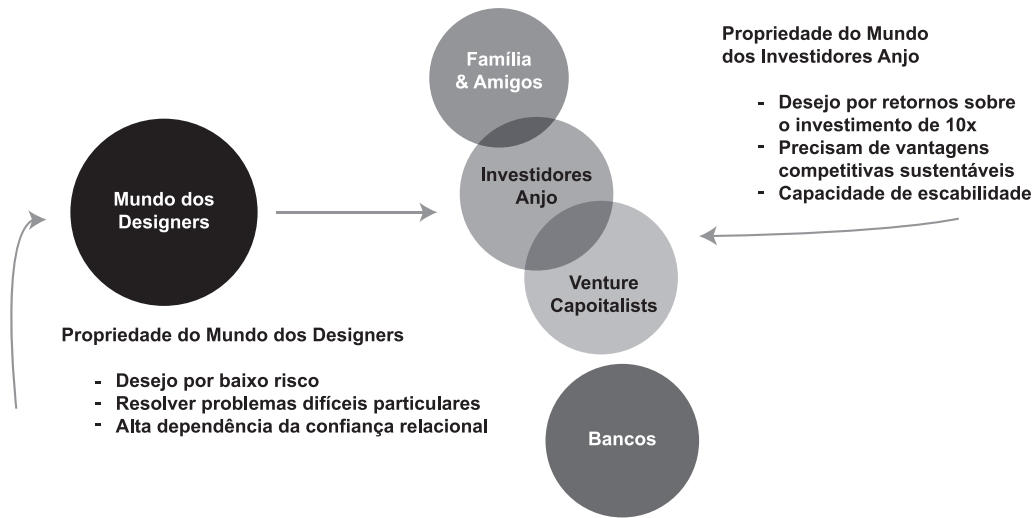 Família
& Amigos
Propriedade do Mundo
dos Investidores Anjo
- Desejo por retornos sobre
o investimento de 10x
- Precisam de vantagens
competitivas sustentáveis
- Capacidade de escabilidade
Mundo dos
Designers
Investidores
Anjo
Venture
Capoitalists
Propriedade do Mundo dos Designers
- Desejo por baixo risco
- Resolver problemas difíceis particulares
- Alta dependência da confiança relacional
Bancos